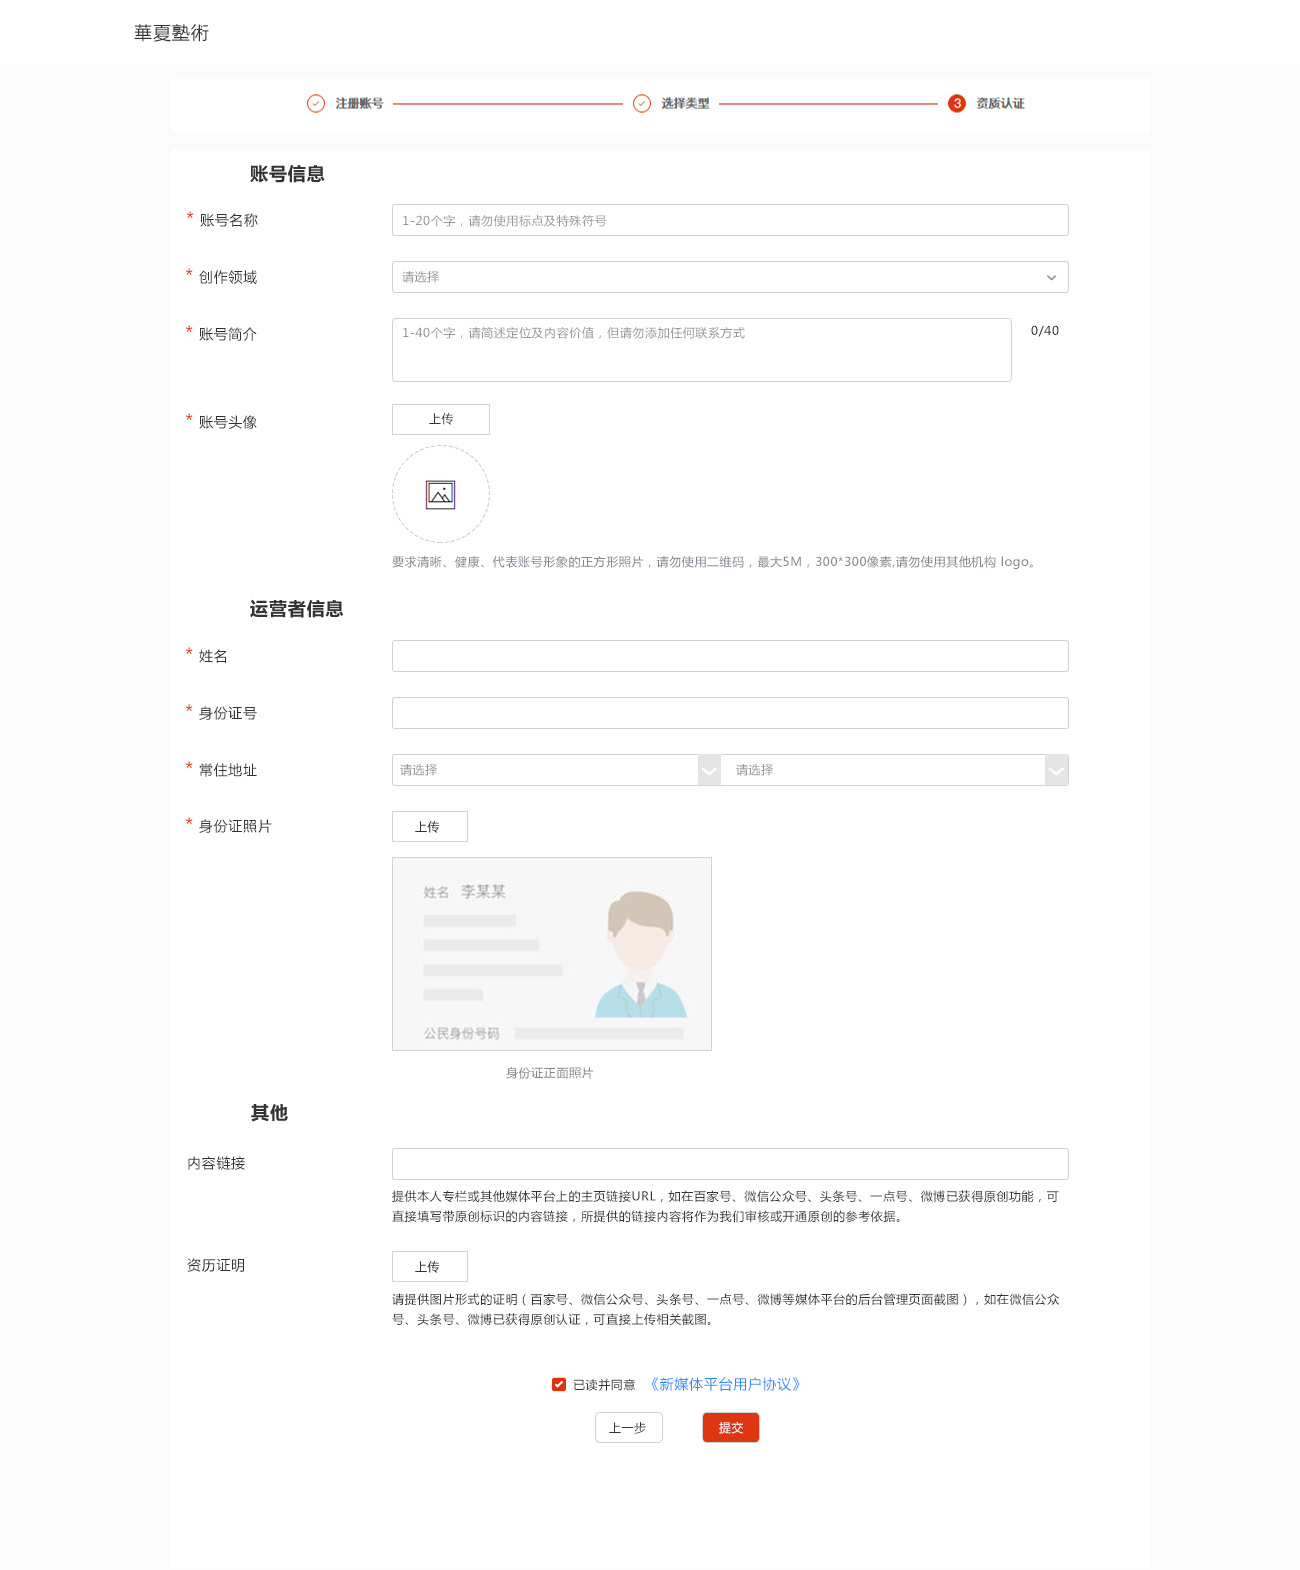 華夏塾術
注册账号
选择类型
3 资质认证
账号信息
* 账号名称
1-20个字，请勿使用标点及特殊符号
* 创作领域
请选择
* 账号简介
1-40个字，请简述定位及内容价值，但请勿添加任何联系方式
0/40
* 账号头像
上传
要求清晰、健康、代表账号形象的正方形照片，请勿使用二维码，最大5M，300*300像素,请勿使用其他机构 logo。
运营者信息
* 姓名
* 身份证号
* 常住地址
请选择
请选择
* 身份证照片
上传
姓名 李某某
公民身份号码
身份证正面照片
其他
内容链接
提供本人专栏或其他媒体平台上的主页链接URL，如在百家号、微信公众号、头条号、一点号、微博已获得原创功能，可
直接填写带原创标识的内容链接，所提供的链接内容将作为我们审核或开通原创的参考依据。
资历证明
上传
请提供图片形式的证明（百家号、微信公众号、头条号、一点号、微博等媒体平台的后台管理页面截图），如在微信公众
号、头条号、微博已获得原创认证，可直接上传相关截图。
已读并同意 《新媒体平台用户协议》
上一步
提交